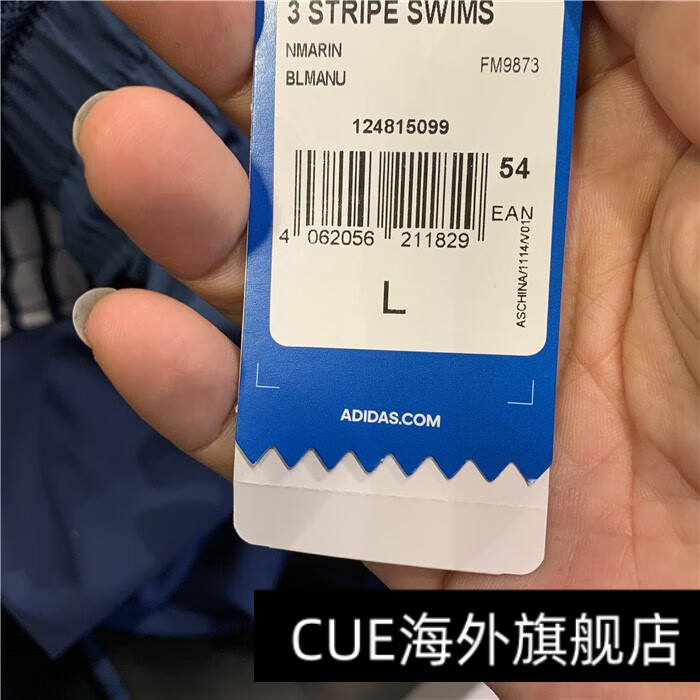 3 STRIPE SWIMS
NMARIN
FM9873
BLMANU
124815099
54
EAN
4 062056 211829
ASCHINA/1114/V012
L
ADIDAS.COM
CUE海外旗舰店